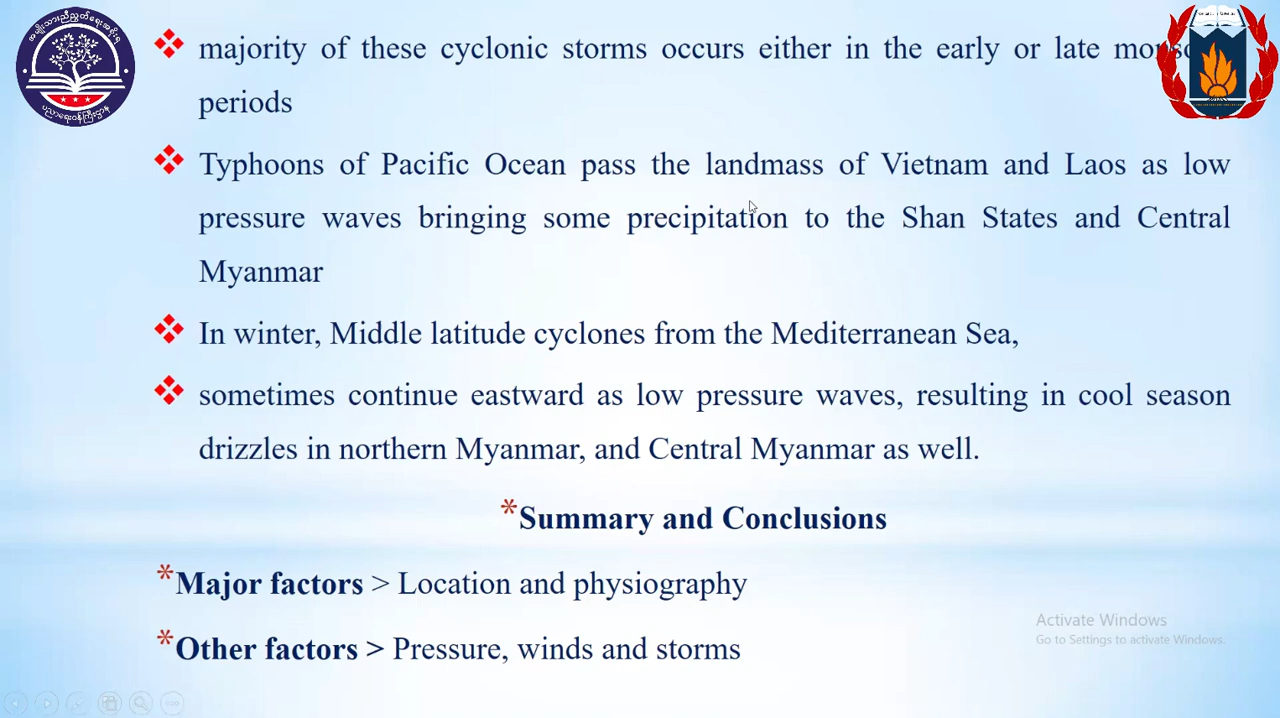 majority of these cyclonic storms occurs either in the early or late
periods
Typhoons of Pacific Ocean pass the landmass of Vietnam and Laos as low
pressure waves bringing some precipitation to the Shan States and Central
Myanmar
In winter, Middle latitude cyclones from the Mediterranean Sea,
sometimes continue eastward as low pressure waves, resulting in cool season
drizzles in northern Myanmar, and Central Myanmar as well.
*Summary and Conclusions
*Major factors > Location and physiography
*Other factors > Pressure, winds and storms
Activate Windows
Go to Settings to activate Windows.